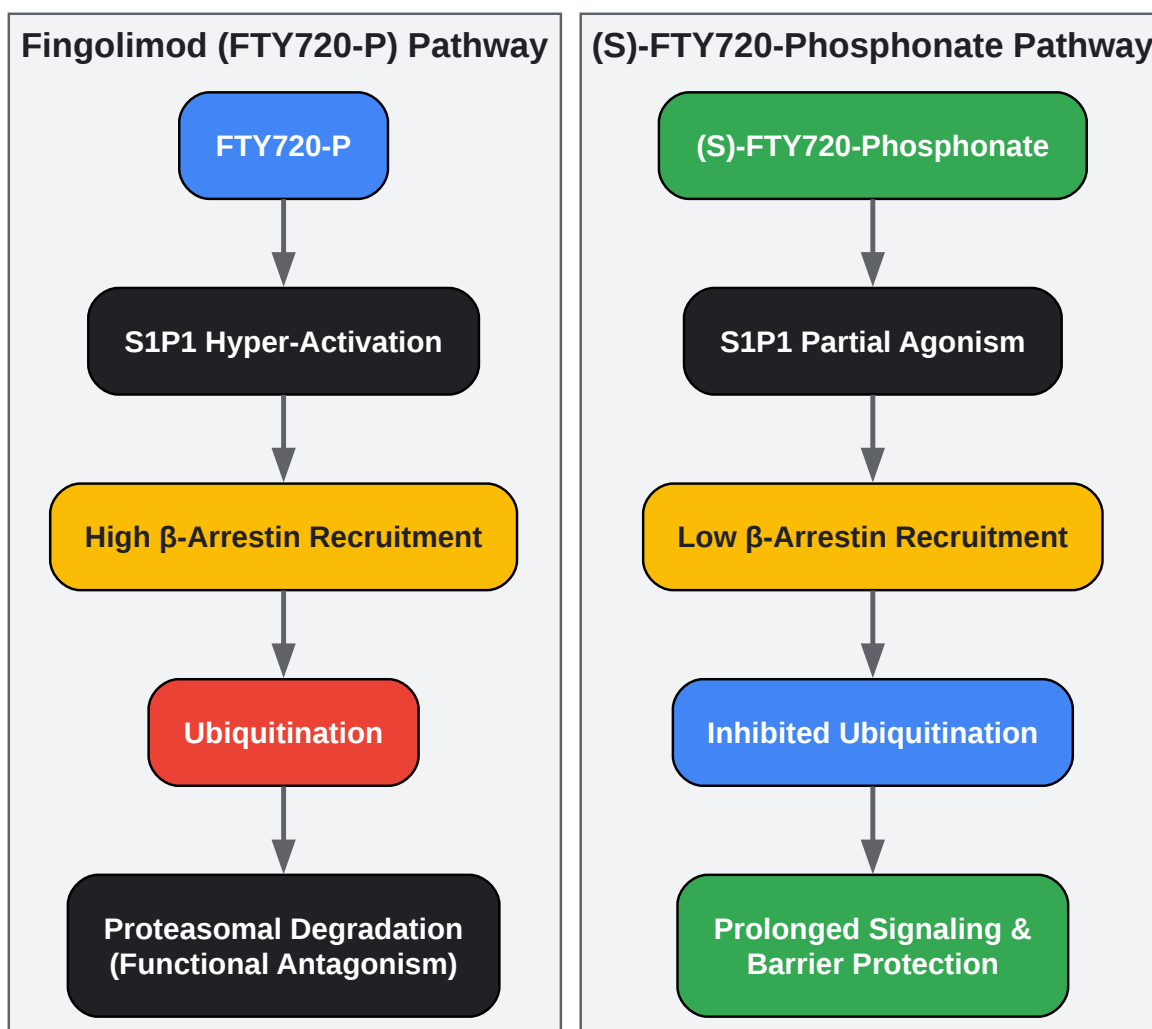 Fingolimod (FTY720-P) Pathway
FTY720-P
S1P1 Hyper-Activation
High β-Arrestin Recruitment
Ubiquitination
Proteasomal Degradation
(Functional Antagonism)
(S)-FTY720-Phosphonate Pathway
(S)-FTY720-Phosphonate
S1P1 Partial Agonism
Low β-Arrestin Recruitment
Inhibited Ubiquitination
Prolonged Signaling &
Barrier Protection